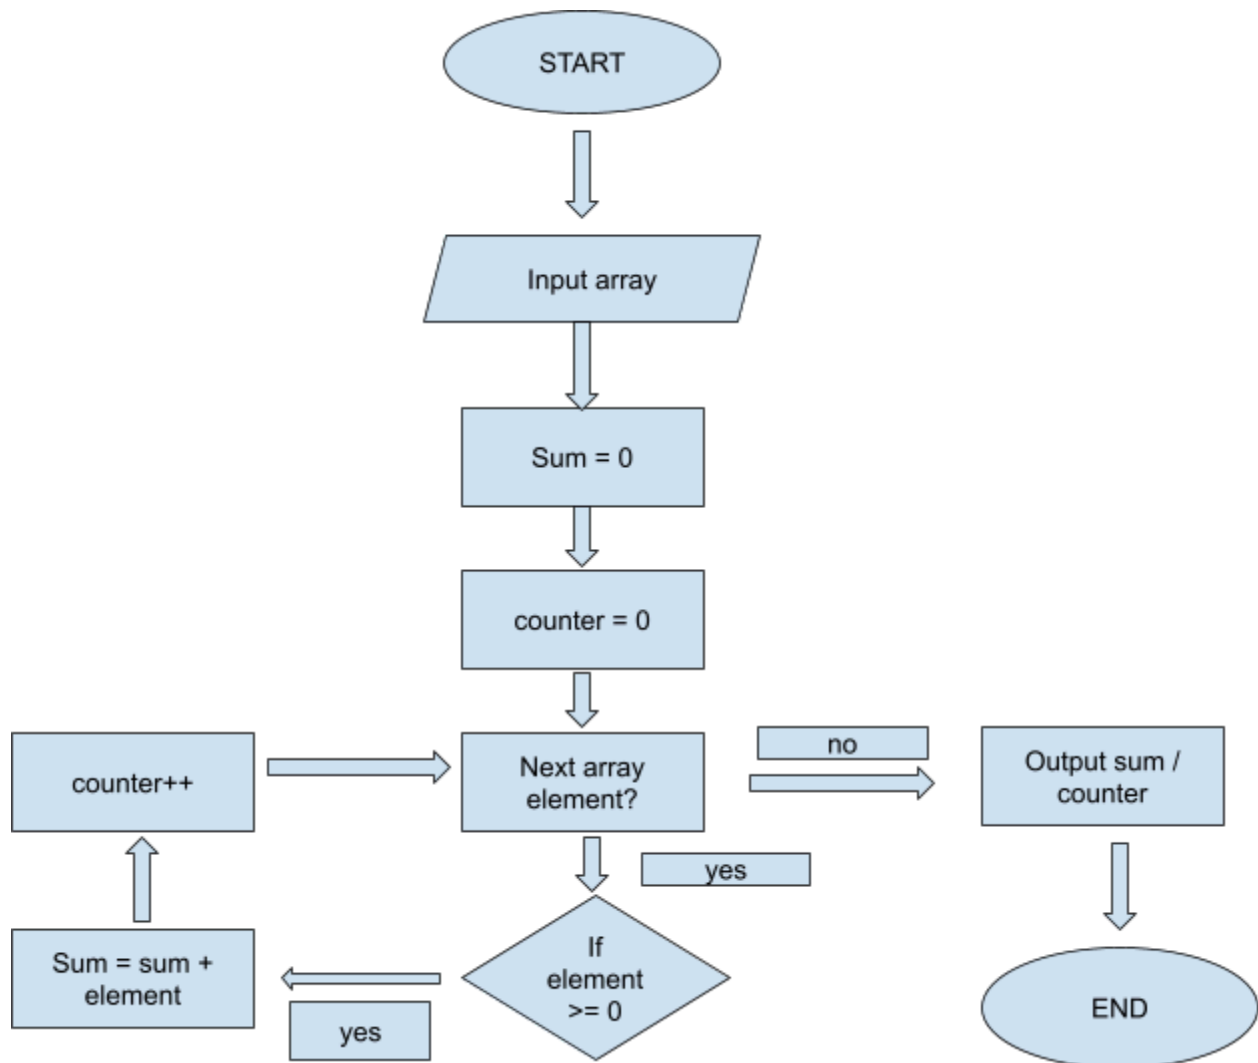 START
Input array
Sum = 0
counter = 0
Next array
element?
no
Output sum /
counter
counter++
yes
If
element
>= 0
Sum = sum +
element
yes
END